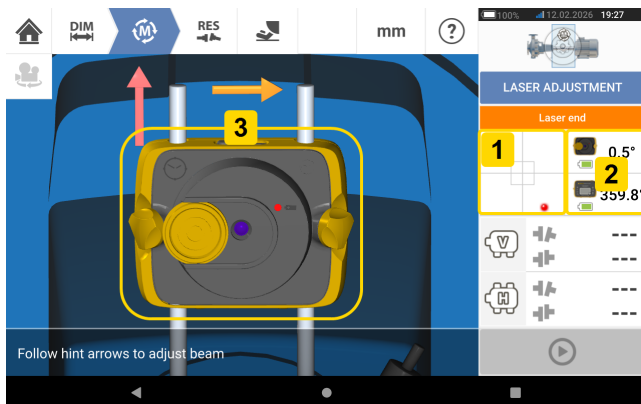 100% 12.02.2026 19:27
DIM
M
RES
mm
?
LASER ADJUSTMENT
Laser end
1
0.5°
2
359.8°
3
V
---
---
H
---
---
Follow hint arrows to adjust beam